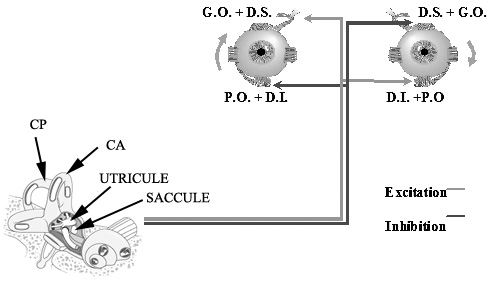 G.O. + D.S.
D.S. + G.O.
P.O. + D.I.
D.I. +P.O
CP
CA
UTRICULE
SACCULE
Excitation
Inhibition